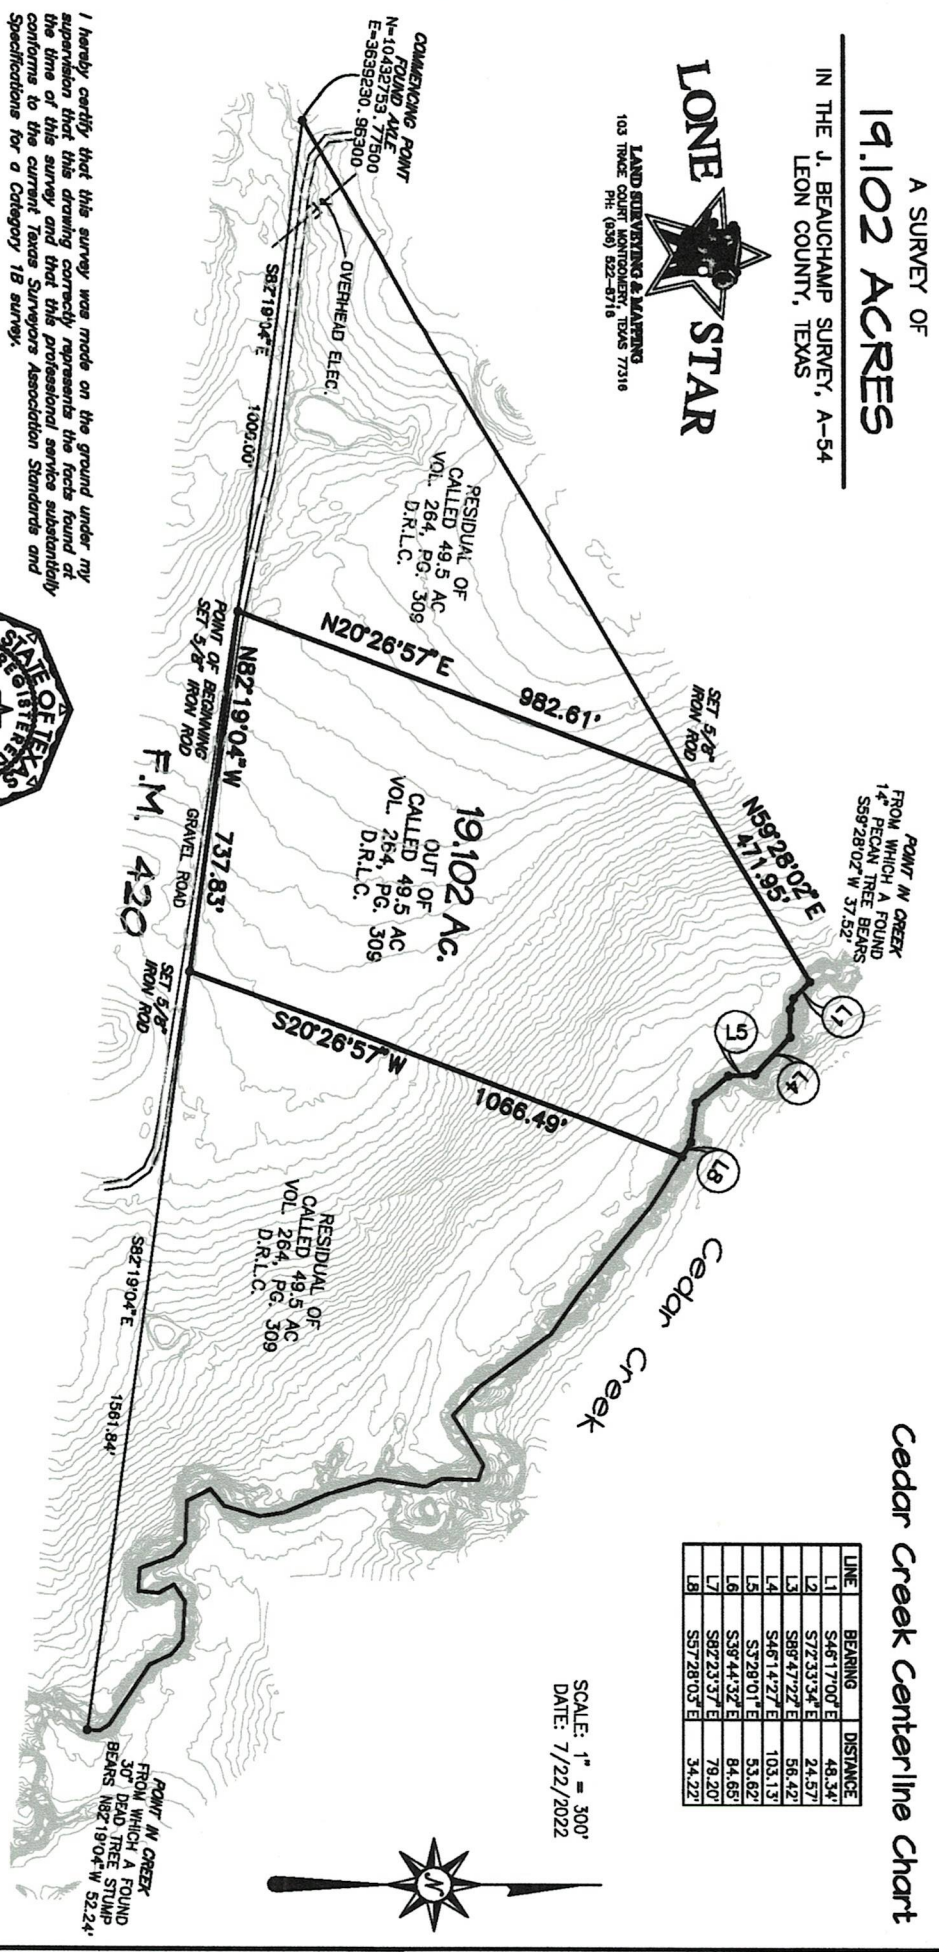 A SURVEY OF
19.102 ACRES
IN THE J. BEAUCHAMP SURVEY, A-54
LEON COUNTY, TEXAS
LONE STAR
LAND SURVEYING & MAPPING
103 TRADE COURT MONTGOMERY, TEXAS 77316
PH: (936) 522-8716
Cedar Creek Centerline Chart
LINE BEARING DISTANCE
L1 S46°17'00"E 48.34'
L2 S72°33'34"E 24.57'
L3 S89°47'22"E 56.42'
L4 S46°14'27"E 103.13'
L5 S3°29'01"E 53.62'
L6 S39°44'32"E 84.65'
L7 S82°23'37"E 79.20'
L8 S57°28'03"E 34.22'
POINT IN CREEK
FROM WHICH A FOUND
14" PECAN TREE BEARS
S59°28'02"W 37.52'
L1
L4
L5
L8
N59°28'02"E
471.95'
SET 5/8"
IRON ROD
Cedar Creek
SCALE: 1" = 300'
DATE: 7/22/2022
N
COMMENCING POINT
FOUND AXLE
N=10432753.77500
E=3639230.96300
OVERHEAD ELEC.
S82°19'04"E 1000.00'
RESIDUAL OF
CALLED 49.5 AC
VOL. 264, PG. 309
D.R.L.C.
N20°26'57"E 982.61'
19.102 Ac.
OUT OF
CALLED 49.5 AC
VOL. 264, PG. 309
D.R.L.C.
S20°26'57"W 1066.49'
RESIDUAL OF
CALLED 49.5 AC
VOL. 264, PG. 309
D.R.L.C.
N82°19'04"W 737.83'
POINT OF BEGINNING
SET 5/8" IRON ROD
GRAVEL ROAD
F.M. 420
SET 5/8"
IRON ROD
S82°19'04"E 1561.84'
POINT IN CREEK
FROM WHICH A FOUND
30" DEAD TREE STUMP
BEARS N82°19'04"W 52.24'
I hereby certify that this survey was made on the ground under my
supervision that this drawing correctly represents the facts found at
the time of this survey and that this professional service substantially
conforms to the current Texas Surveyors Association Standards and
Specifications for a Category 1B survey.
STATE OF TEXAS
REGISTERED